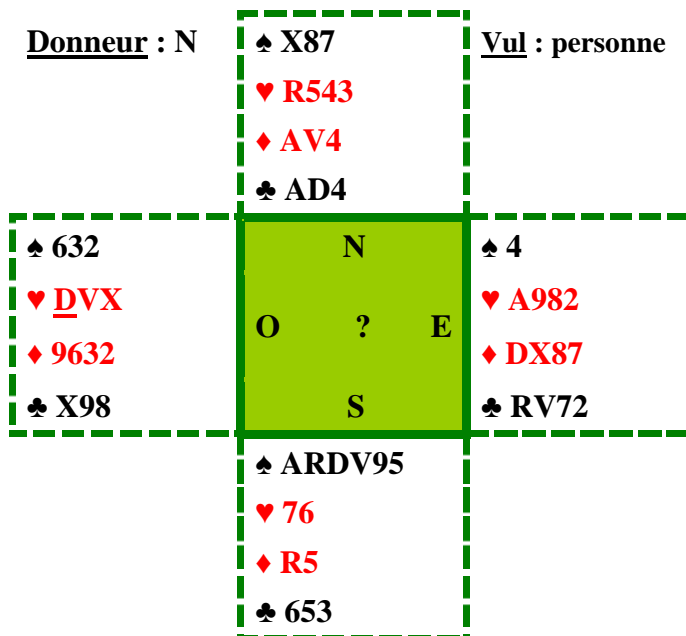 Donneur : N
♠ X87
Vul : personne
♥ R543
♦ AV4
♣ AD4
♠ 632
N
♠ 4
♥ DVX
♥ A982
O ? E
♦ 9632
♦ DX87
♣ X98
S
♣ RV72
♠ ARDV95
♥ 76
♦ R5
♣ 653